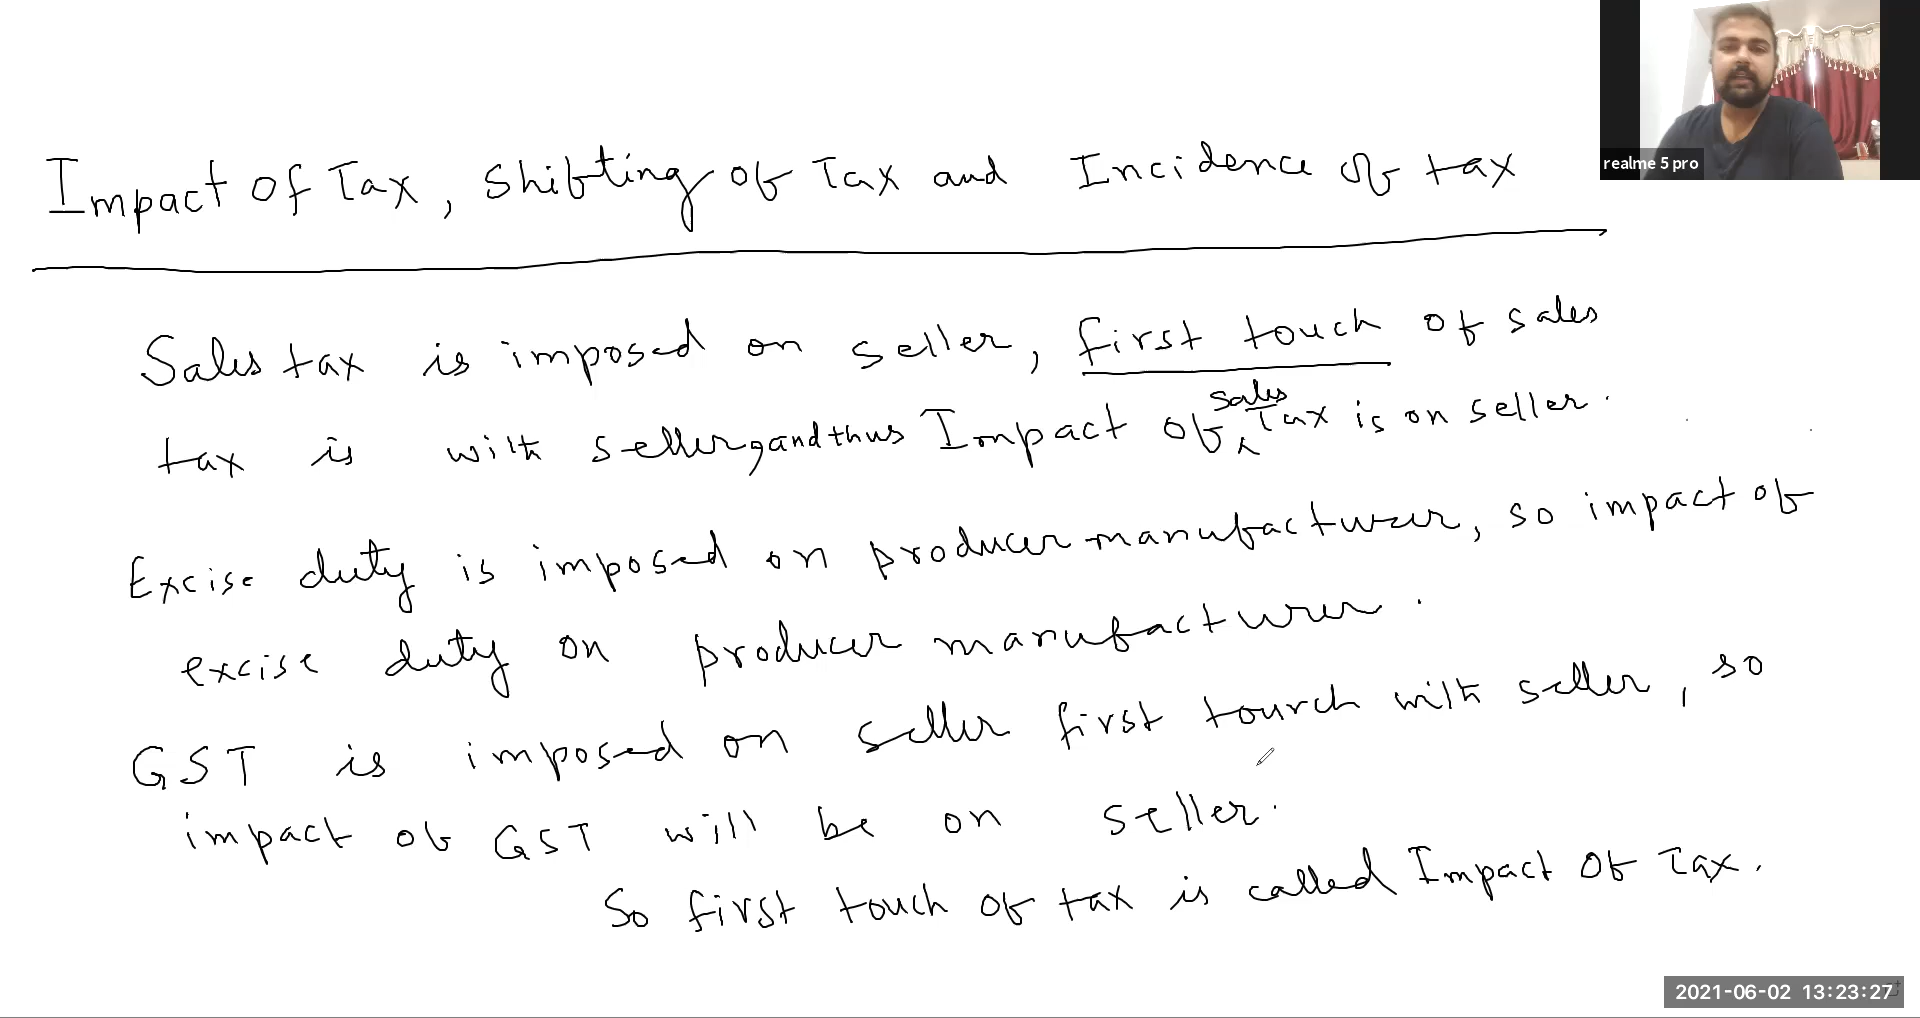 realme 5 pro
Impact of Tax, Shifting of Tax and Incidence of tax
Sales tax is imposed on seller, first touch of sales
tax is with seller, and thus Impact of sales Tax is on seller.
Excise duty is imposed on producer manufacturer, so impact of
excise duty on producer manufacturer.
GST is imposed on seller first tourch with seller, so
impact of GST will be on seller.
So first touch of tax is called Impact of Tax.
2021-06-02 13:23:27